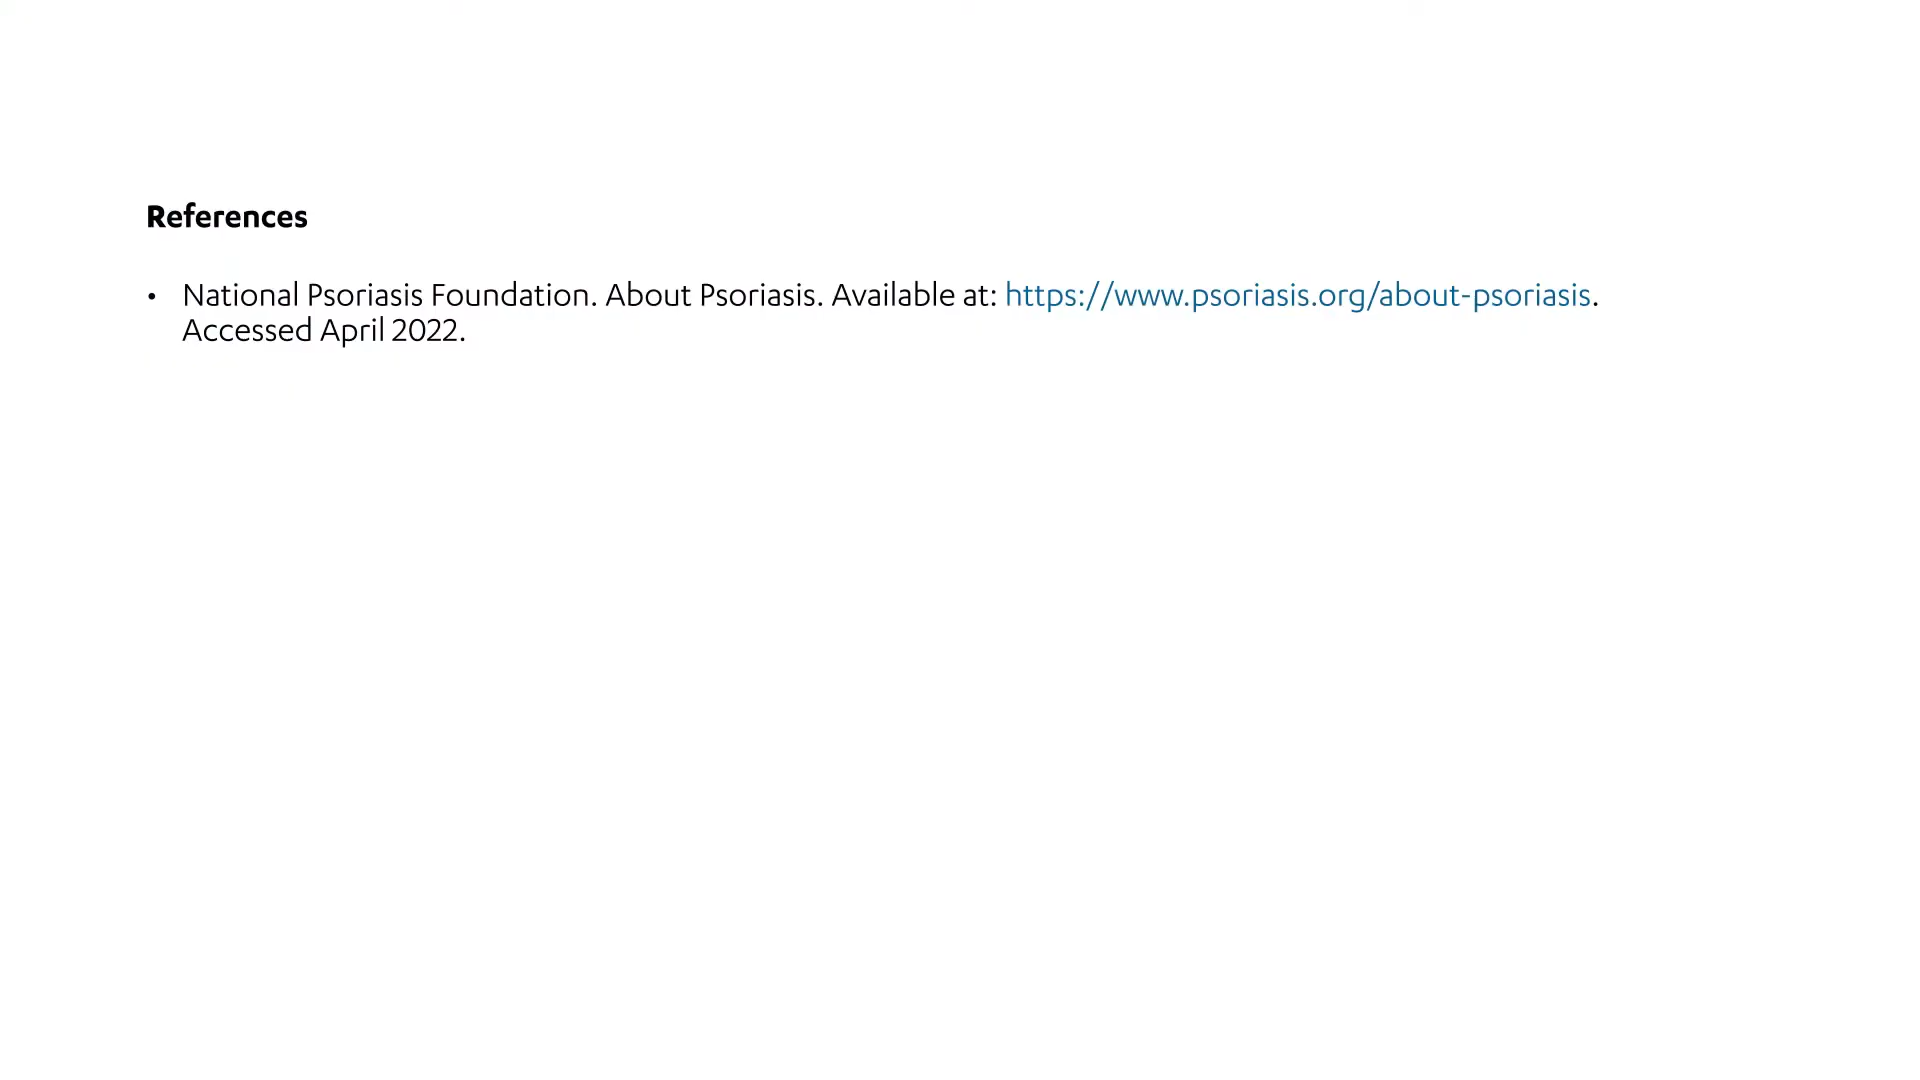 References
• National Psoriasis Foundation. About Psoriasis. Available at: https://www.psoriasis.org/about-psoriasis.
Accessed April 2022.